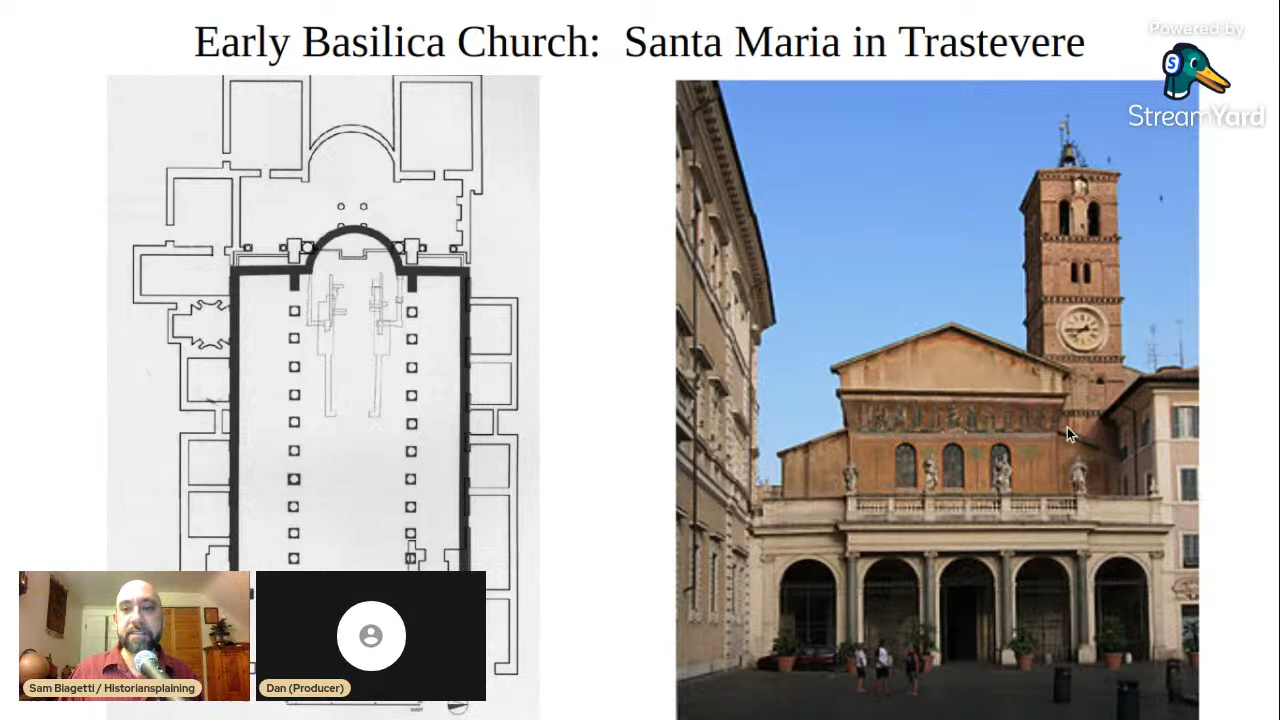 Early Basilica Church: Santa Maria in Trastevere
Powered by
S
StreamYard
Sam Biagetti / Historiansplaining
Dan (Producer)